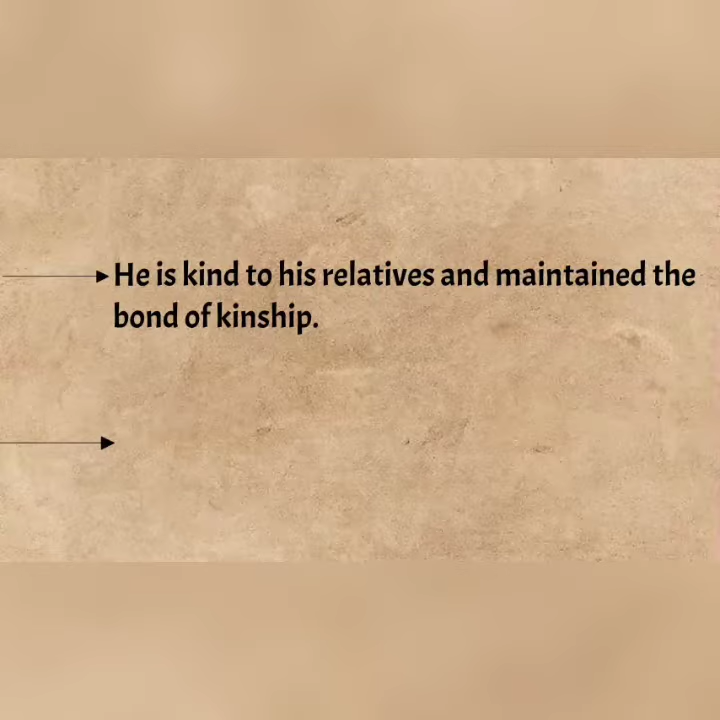 He is kind to his relatives and maintained the
bond of kinship.